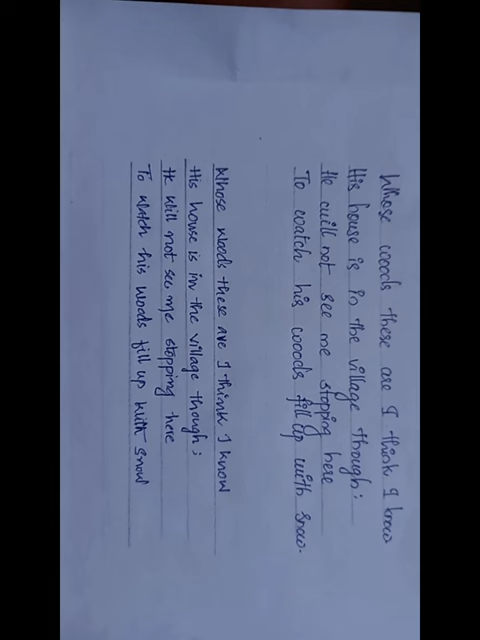 Whose woods these are I think I know
His house is in the village though;
He will not see me stopping here
To watch his woods fill up with snow.
Whose woods these are I think I know
His house is in the village though;
He will not see me stopping here
To watch his woods fill up with snow